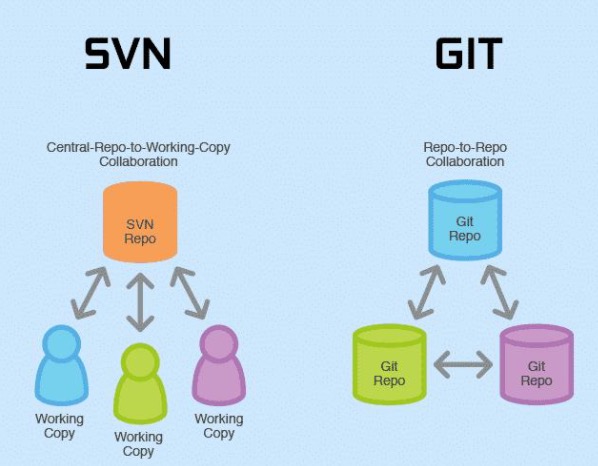 SVN
GIT
Central-Repo-to-Working-Copy
Collaboration
SVN
Repo
Working
Copy
Working
Copy
Working
Copy
Repo-to-Repo
Collaboration
Git
Repo
Git
Repo
Git
Repo